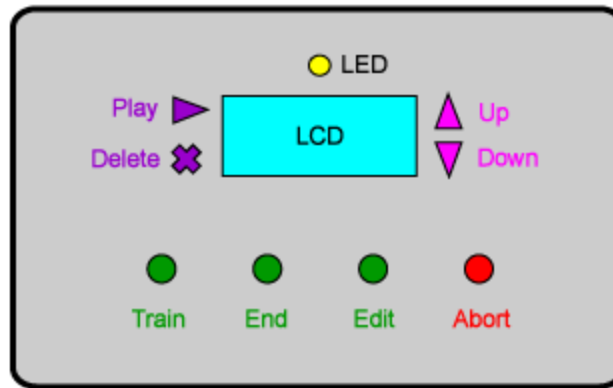 LED
Play
LCD
Up
Delete
Down
Train
End
Edit
Abort